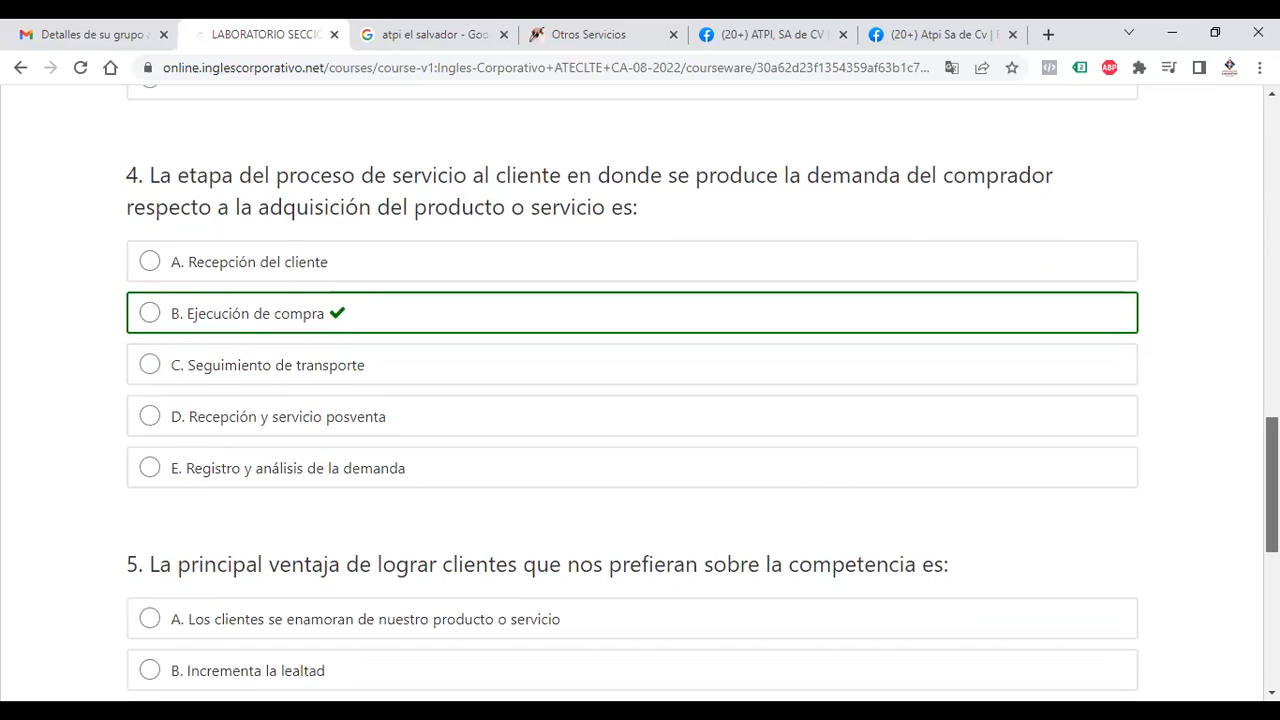 Detalles de su grupo
LABORATORIO SECCIÓ
atpi el salvador - Goo
Otros Servicios
(20+) ATPI, SA de CV |
(20+) Atpi Sa de Cv | F
online.inglescorporativo.net/courses/course-v1:Ingles-Corporativo+ATECLTE+CA-08-2022/courseware/30a62d23f1354359af63b1c7...
ABP
4. La etapa del proceso de servicio al cliente en donde se produce la demanda del comprador
respecto a la adquisición del producto o servicio es:
A. Recepción del cliente
B. Ejecución de compra
C. Seguimiento de transporte
D. Recepción y servicio posventa
E. Registro y análisis de la demanda
5. La principal ventaja de lograr clientes que nos prefieran sobre la competencia es:
A. Los clientes se enamoran de nuestro producto o servicio
B. Incrementa la lealtad